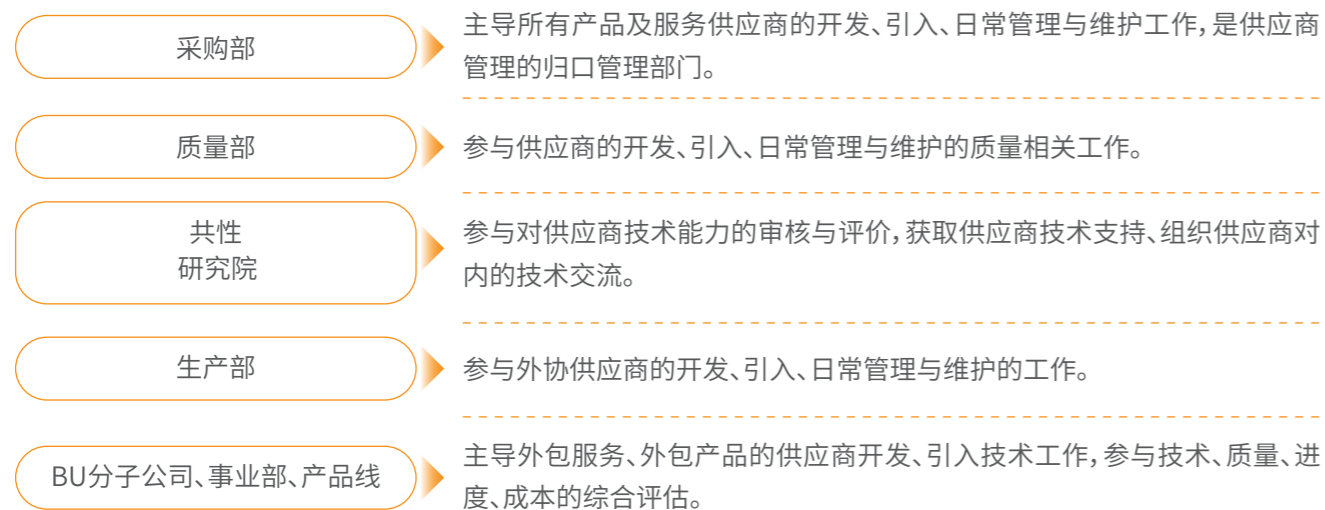 采购部
主导所有产品及服务供应商的开发、引入、日常管理与维护工作,是供应商
管理的归口管理部门。
质量部
参与供应商的开发、引入、日常管理与维护的质量相关工作。
共性
研究院
参与对供应商技术能力的审核与评价,获取供应商技术支持、组织供应商对
内的技术交流。
生产部
参与外协供应商的开发、引入、日常管理与维护的工作。
BU分子公司、事业部、产品线
主导外包服务、外包产品的供应商开发、引入技术工作,参与技术、质量、进
度、成本的综合评估。